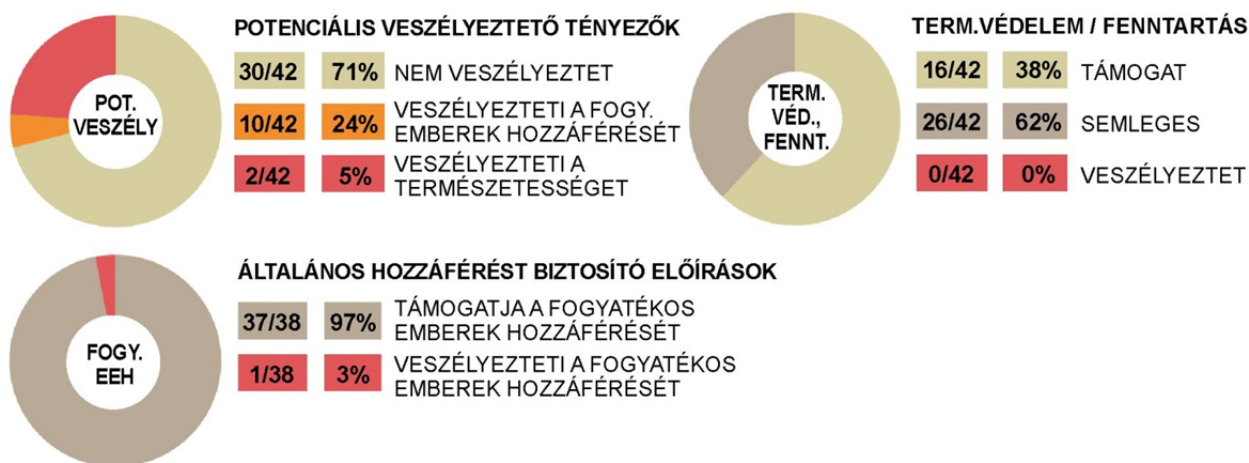 POTENCIÁLIS VESZÉLYEZTETŐ TÉNYEZŐK
POT.
VESZÉLY
30/42 71% NEM VESZÉLYEZTET
10/42 24% VESZÉLYEZTETI A FOGY.
EMBEREK HOZZÁFÉRÉSÉT
2/42 5% VESZÉLYEZTETI A
TERMÉSZETESSÉGET
TERM.VÉDELEM / FENNTARTÁS
TERM.
VÉD.,
FENNT.
16/42 38% TÁMOGAT
26/42 62% SEMLEGES
0/42 0% VESZÉLYEZTET
ÁLTALÁNOS HOZZÁFÉRÉST BIZTOSÍTÓ ELŐÍRÁSOK
FOGY.
EEH
37/38 97% TÁMOGATJA A FOGYATÉKOS
EMBEREK HOZZÁFÉRÉSÉT
1/38 3% VESZÉLYEZTETI A FOGYATÉKOS
EMBEREK HOZZÁFÉRÉSÉT